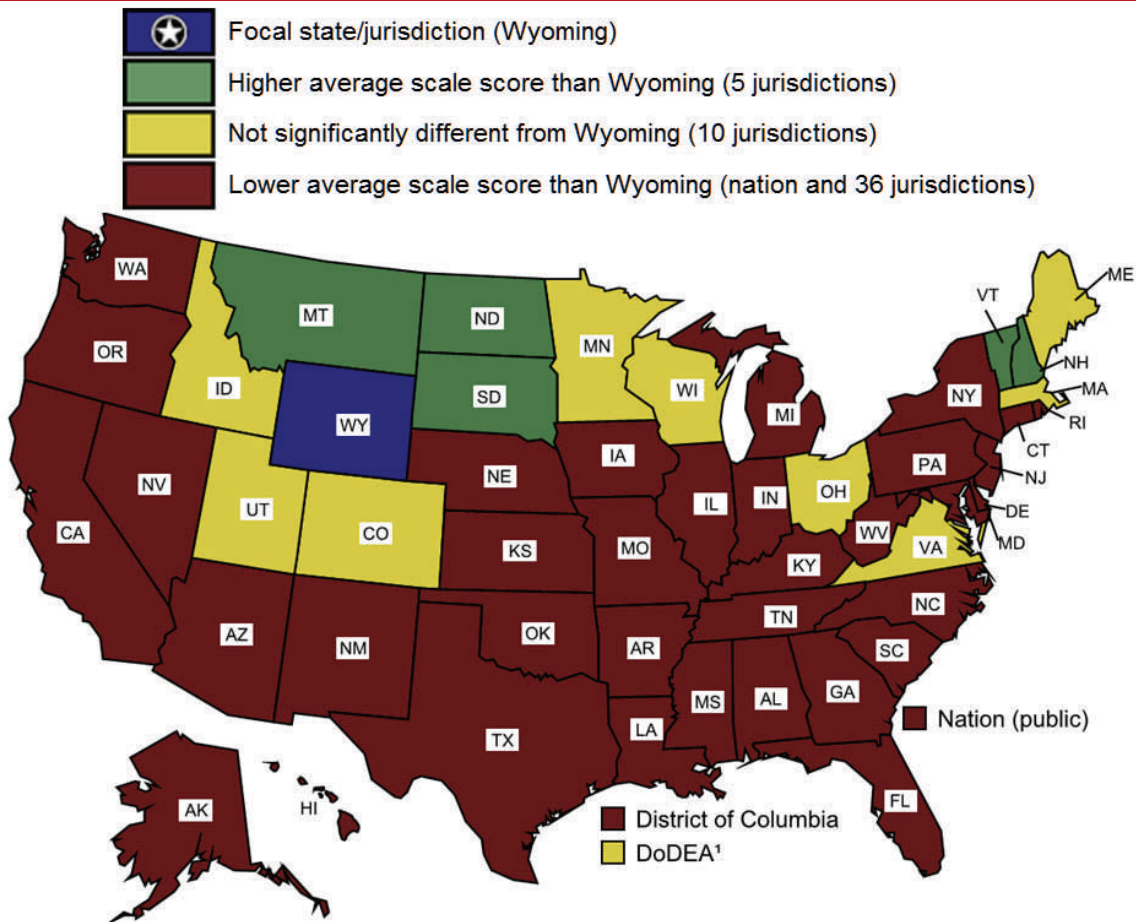 Focal state/jurisdiction (Wyoming)
Higher average scale score than Wyoming (5 jurisdictions)
Not significantly different from Wyoming (10 jurisdictions)
Lower average scale score than Wyoming (nation and 36 jurisdictions)
WA
MT
ND
MN
VT
ME
OR
ID
SD
WI
NH
WY
MI
NY
MA
RI
CT
NV
UT
CO
NE
IA
IL
IN
OH
PA
NJ
DE
MD
CA
KS
MO
KY
WV
VA
AZ
NM
OK
AR
TN
NC
SC
MS
AL
GA
TX
LA
Nation (public)
AK
HI
FL
District of Columbia
DoDEA¹